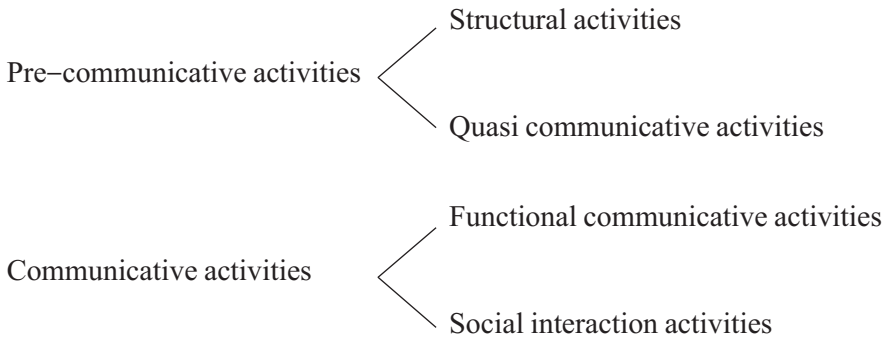 Structural activities
Pre−communicative activities
Quasi communicative activities
Functional communicative activities
Communicative activities
Social interaction activities